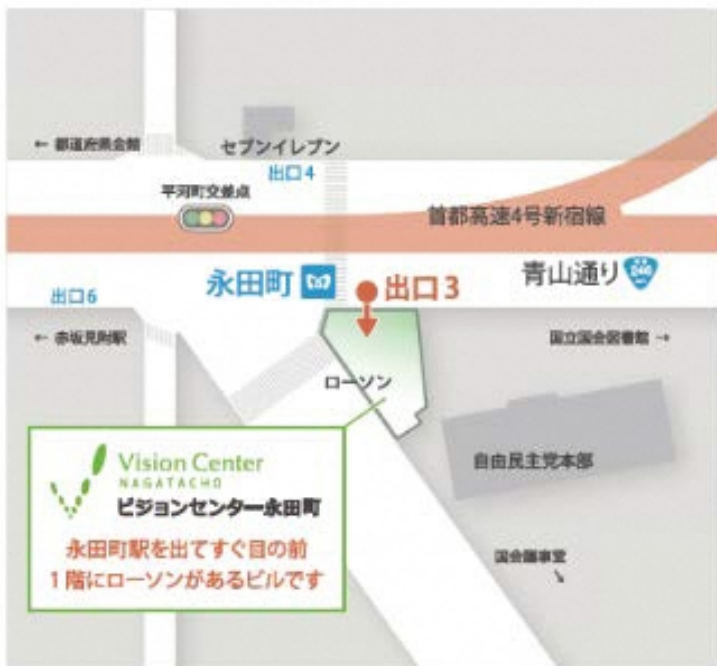 ← 都道府県会館
セブンイレブン
出口4
平河町交差点
首都高速4号新宿線
永田町
出口3
青山通り
246
出口6
← 赤坂見附駅
国立国会図書館 →
ローソン
自由民主党本部
Vision Center
NAGATACHO
ビジョンセンター永田町
永田町駅を出てすぐ目の前
1階にローソンがあるビルです
国会議事堂